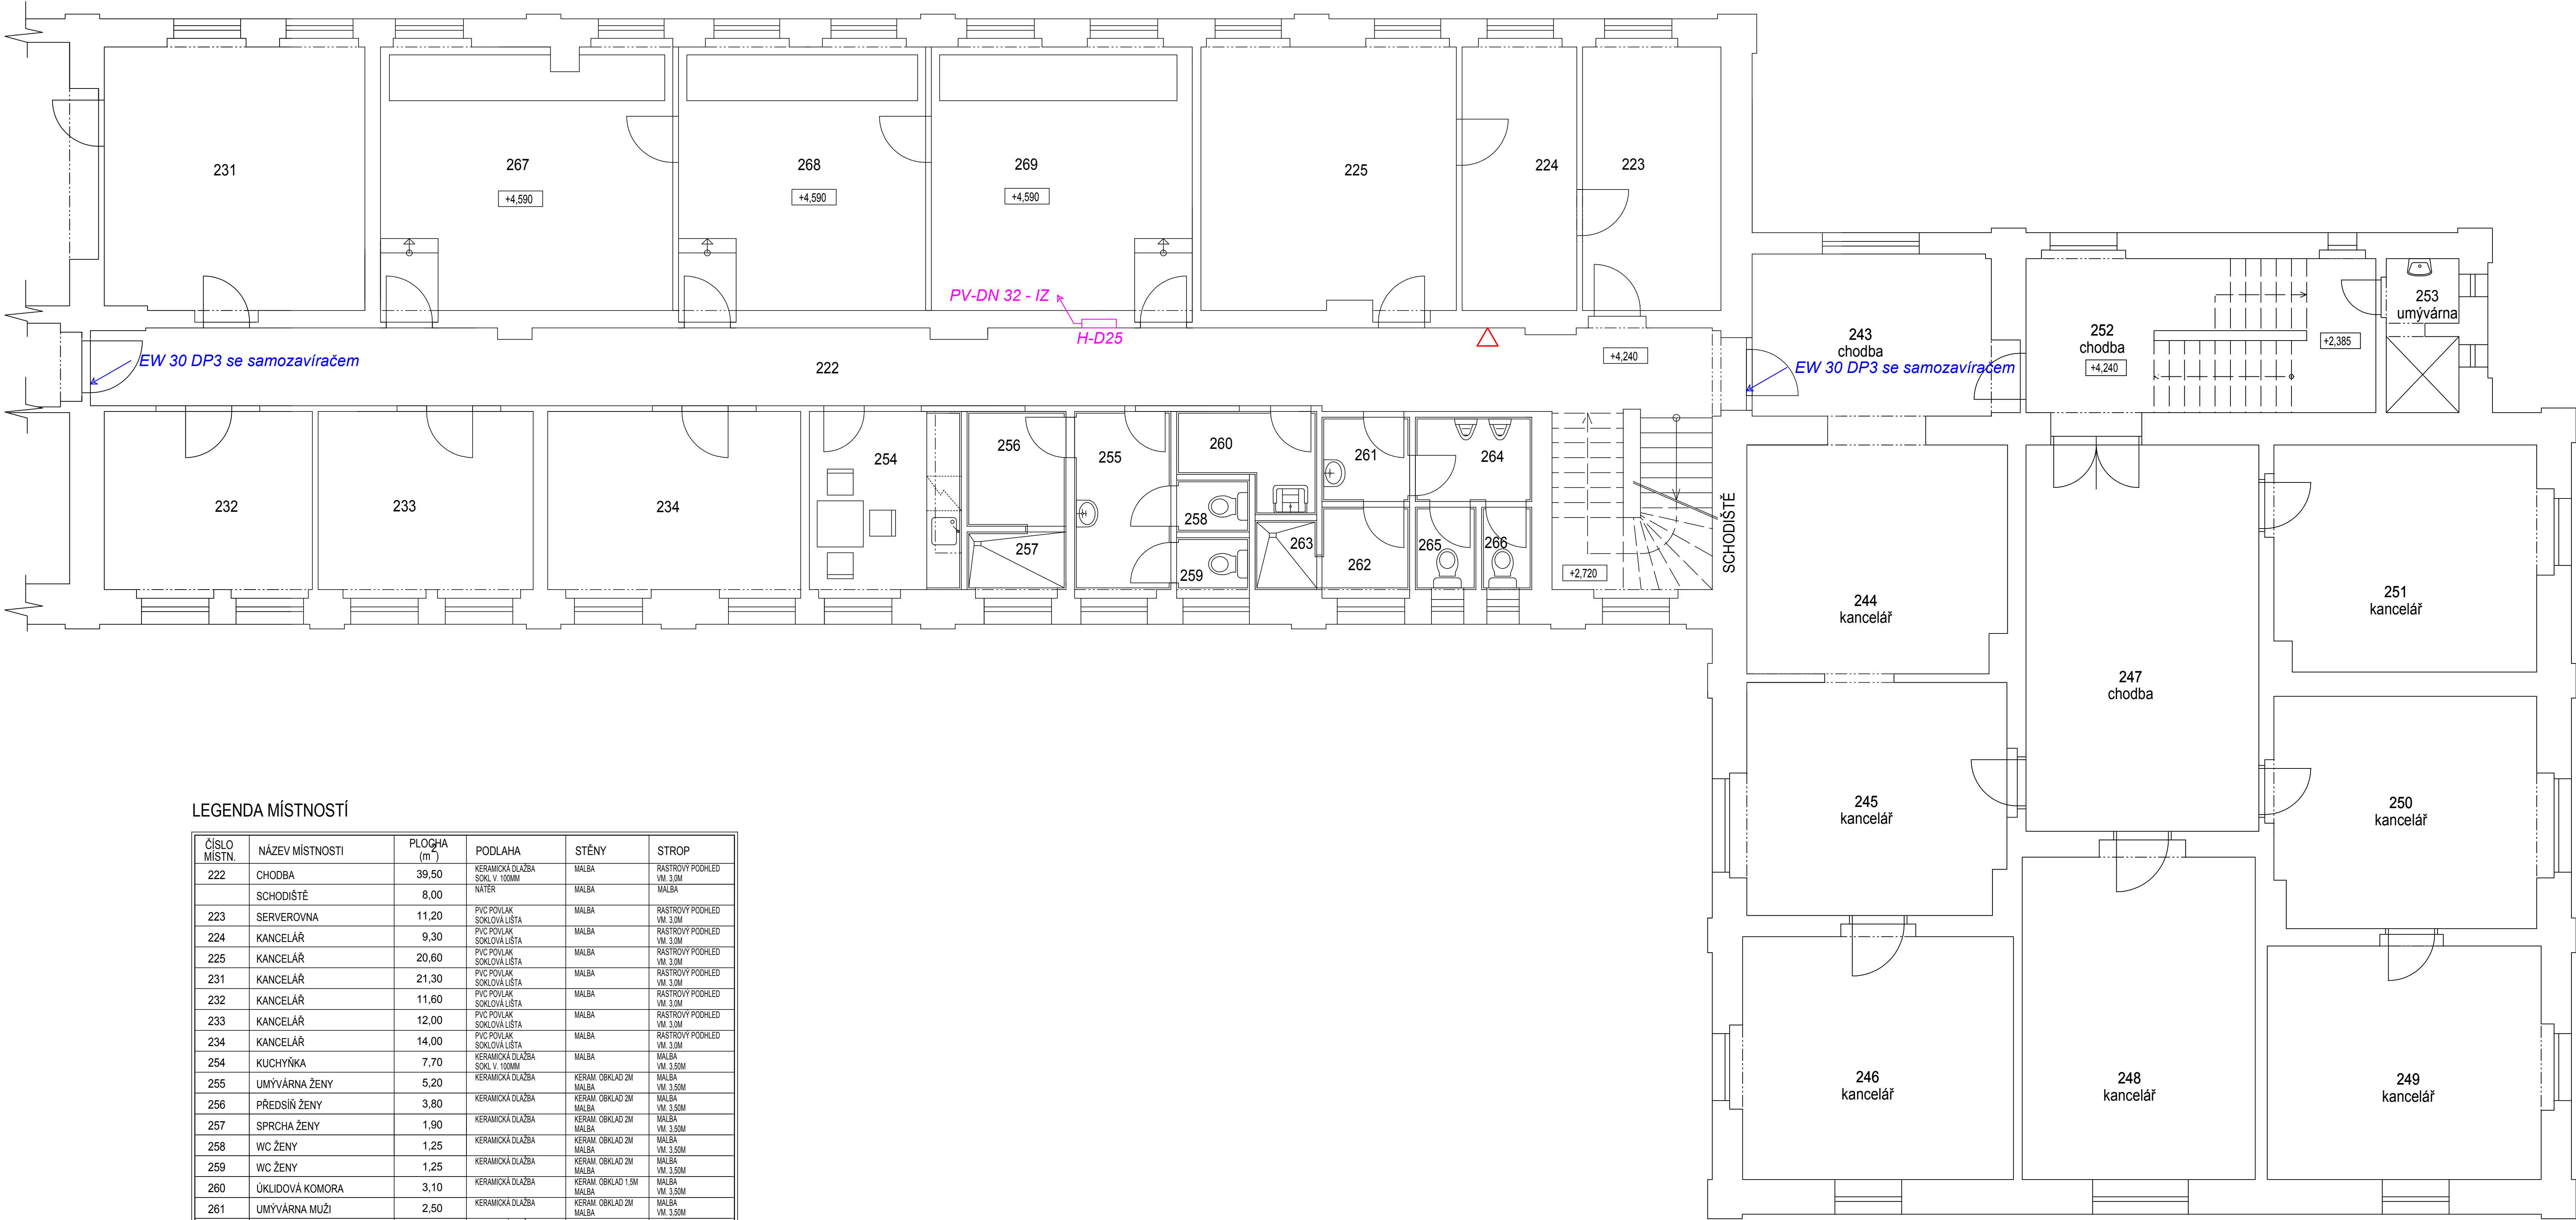 231
267
+4,590
268
+4,590
269
+4,590
225
224
223
PV-DN 32 - IZ
H-D25
EW 30 DP3 se samozavíračem
222
+4,240
243
chodba
EW 30 DP3 se samozavíračem
252
chodba
+4,240
+2,385
253
umývárna
232
233
234
254
256
257
255
258
259
260
263
261
262
264
265
266
+2,720
SCHODIŠTĚ
244
kancelář
247
chodba
251
kancelář
245
kancelář
250
kancelář
246
kancelář
248
kancelář
249
kancelář
LEGENDA MÍSTNOSTÍ
ČÍSLO MÍSTN. NÁZEV MÍSTNOSTI PLOCHA (m2) PODLAHA STĚNY STROP
222 CHODBA 39,50 KERAMICKÁ DLAŽBA SOKL V. 100MM MALBA RASTROVÝ PODHLED VM. 3,0M
SCHODIŠTĚ 8,00 NÁTĚR MALBA MALBA
223 SERVEROVNA 11,20 PVC POVLAK SOKLOVÁ LIŠTA MALBA RASTROVÝ PODHLED VM. 3,0M
224 KANCELÁŘ 9,30 PVC POVLAK SOKLOVÁ LIŠTA MALBA RASTROVÝ PODHLED VM. 3,0M
225 KANCELÁŘ 20,60 PVC POVLAK SOKLOVÁ LIŠTA MALBA RASTROVÝ PODHLED VM. 3,0M
231 KANCELÁŘ 21,30 PVC POVLAK SOKLOVÁ LIŠTA MALBA RASTROVÝ PODHLED VM. 3,0M
232 KANCELÁŘ 11,60 PVC POVLAK SOKLOVÁ LIŠTA MALBA RASTROVÝ PODHLED VM. 3,0M
233 KANCELÁŘ 12,00 PVC POVLAK SOKLOVÁ LIŠTA MALBA RASTROVÝ PODHLED VM. 3,0M
234 KANCELÁŘ 14,00 PVC POVLAK SOKLOVÁ LIŠTA MALBA RASTROVÝ PODHLED VM. 3,0M
254 KUCHYŇKA 7,70 KERAMICKÁ DLAŽBA SOKL V. 100MM MALBA MALBA VM. 3,50M
255 UMÝVÁRNA ŽENY 5,20 KERAMICKÁ DLAŽBA KERAM. OBKLAD 2M MALBA MALBA VM. 3,50M
256 PŘEDSÍŇ ŽENY 3,80 KERAMICKÁ DLAŽBA KERAM. OBKLAD 2M MALBA MALBA VM. 3,50M
257 SPRCHA ŽENY 1,90 KERAMICKÁ DLAŽBA KERAM. OBKLAD 2M MALBA MALBA VM. 3,50M
258 WC ŽENY 1,25 KERAMICKÁ DLAŽBA KERAM. OBKLAD 2M MALBA MALBA VM. 3,50M
259 WC ŽENY 1,25 KERAMICKÁ DLAŽBA KERAM. OBKLAD 2M MALBA MALBA VM. 3,50M
260 ÚKLIDOVÁ KOMORA 3,10 KERAMICKÁ DLAŽBA KERAM. OBKLAD 1,5M MALBA MALBA VM. 3,50M
261 UMÝVÁRNA MUŽI 2,50 KERAMICKÁ DLAŽBA KERAM. OBKLAD 2M MALBA MALBA VM. 3,50M